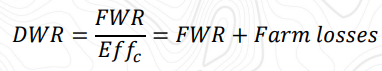 DWR = FWR / Eff_c = FWR + Farm losses